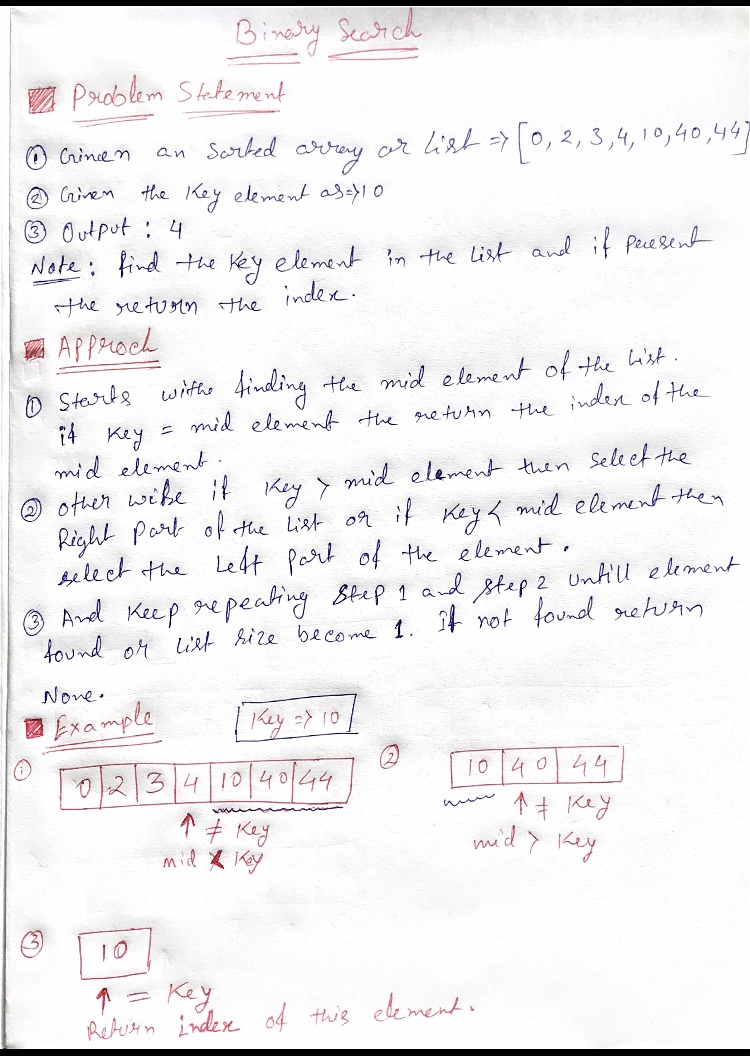 Binary Search
Problem Statement
① Ginven an Sorted array or List => [0, 2, 3, 4, 10, 40, 44]
② Given the Key element as=>10
③ Output : 4
Note : find the Key element in the List and if present
the return the index.
Approch
① Starts withe finding the mid element of the list.
if Key = mid element the return the index of the
mid element.
② other wise if Key > mid element then select the
Right Part of the List or if Key < mid element then
select the Left Part of the element.
③ And Keep repeating Step 1 and step 2 untill element
found or list size become 1. If not found return
None.
Example Key => 10
① 0 2 3 4 10 40 44 ② 10 40 44
↑ ≠ Key ↑ ≠ Key
mid < Key mid > Key
③ 10
↑ = Key
Return index of this element.